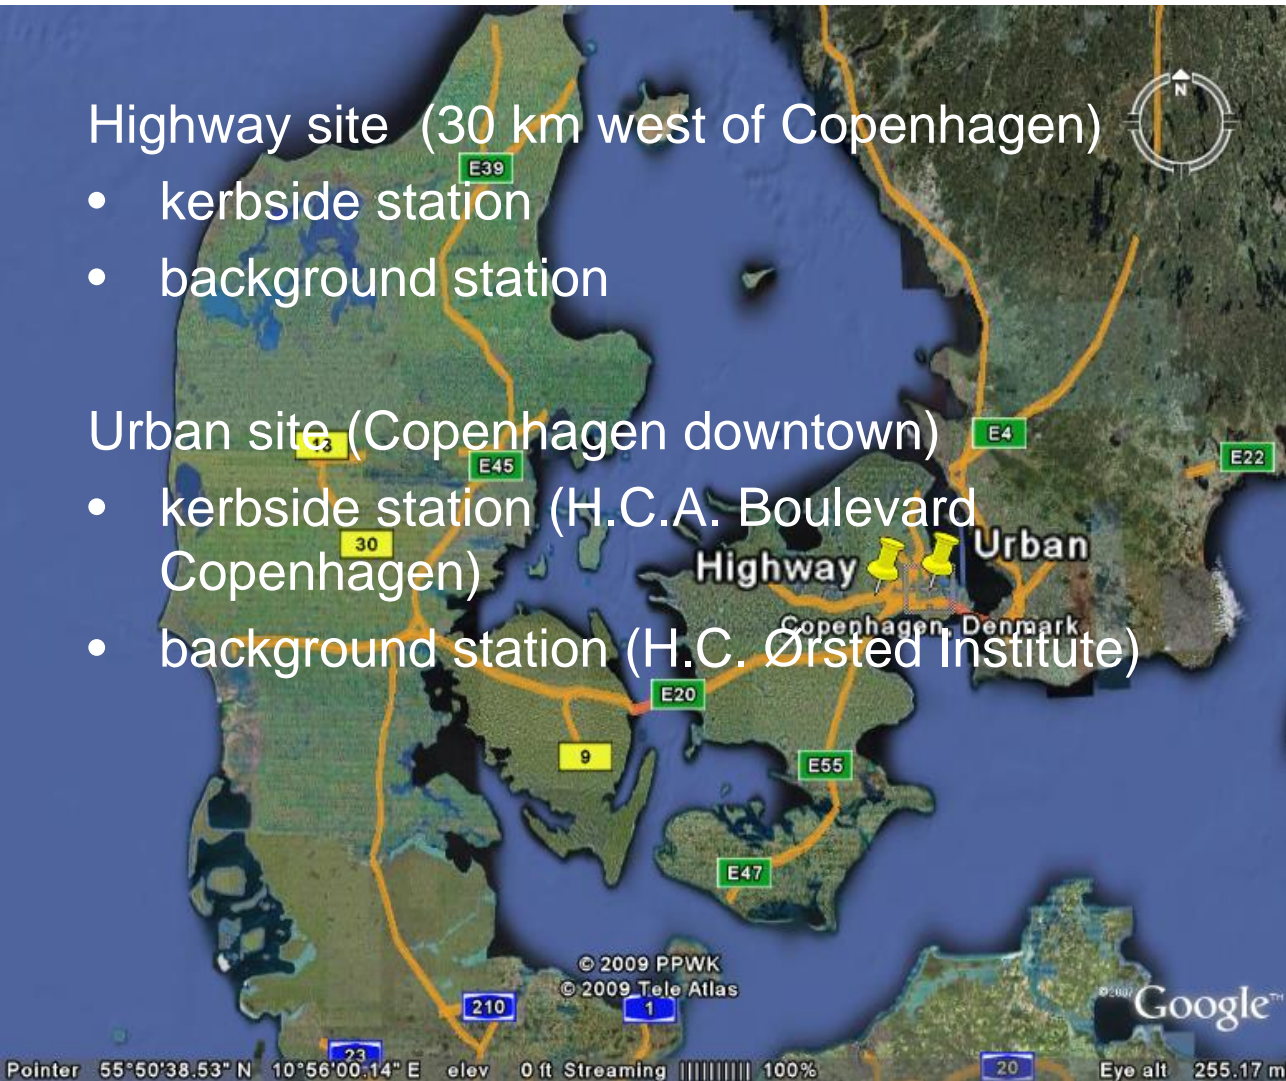 N
Highway site (30 km west of Copenhagen)
E39
• kerbside station
• background station
Urban site (Copenhagen downtown)
13
E4
E45
E22
• kerbside station (H.C.A. Boulevard
Copenhagen)
30
Urban
Highway
Copenhagen, Denmark
• background station (H.C. Ørsted Institute)
E20
9
E55
E47
© 2009 PPWK
© 2009 Tele Atlas
210
1
©2007 Google™
23
20
Pointer 55°50'38.53" N 10°56'00.14" E elev 0 ft Streaming |||||||||| 100% Eye alt 255.17 m